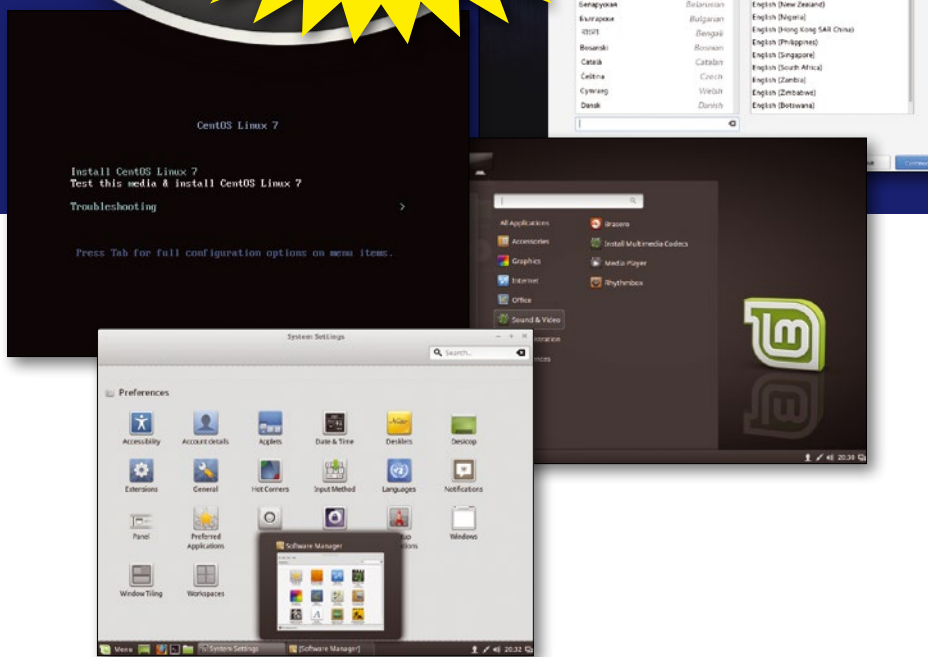 Беларуская Belarusian
Български Bulgarian
বাংলা Bengali
Bosanski Bosnian
Català Catalan
Čeština Czech
Cymraeg Welsh
Dansk Danish
English (New Zealand)
English (Nigeria)
English (Hong Kong SAR China)
English (Philippines)
English (Singapore)
English (South Africa)
English (Zambia)
English (Zimbabwe)
English (Botswana)
CentOS Linux 7
Install CentOS Linux 7
Test this media & install CentOS Linux 7
Troubleshooting >
Press Tab for full configuration options on menu items.
All Applications
Accessories
Graphics
Internet
Office
Sound & Video
Brasero
Install Multimedia Codecs
Media Player
Rhythmbox
20:30
System Settings
Search...
Preferences
Accessibility
Account details
Applets
Date & Time
Desklets
Desktop
Extensions
General
Hot Corners
Input Method
Languages
Notifications
Panel
Preferred
Applications
Windows
Window Tiling
Workspaces
Software Manager
Menu
System Settings
[Software Manager]
20:32